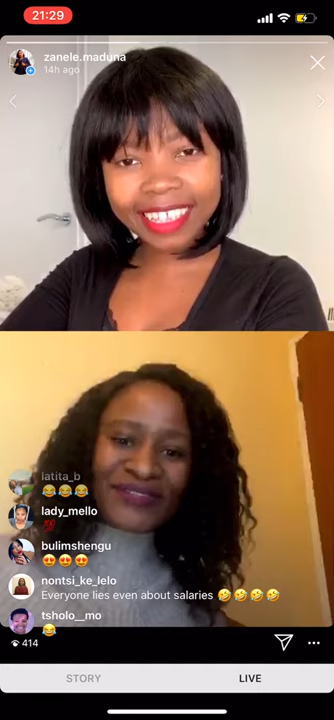 21:29
zanele.maduna
14h ago
latita_b
😂😂😂
lady_mello
💯
bulimshengu
😍😍😍
nontsi_ke_lelo
Everyone lies even about salaries 🤣🤣🤣🤣
tsholo__mo
😂
414
STORY
LIVE